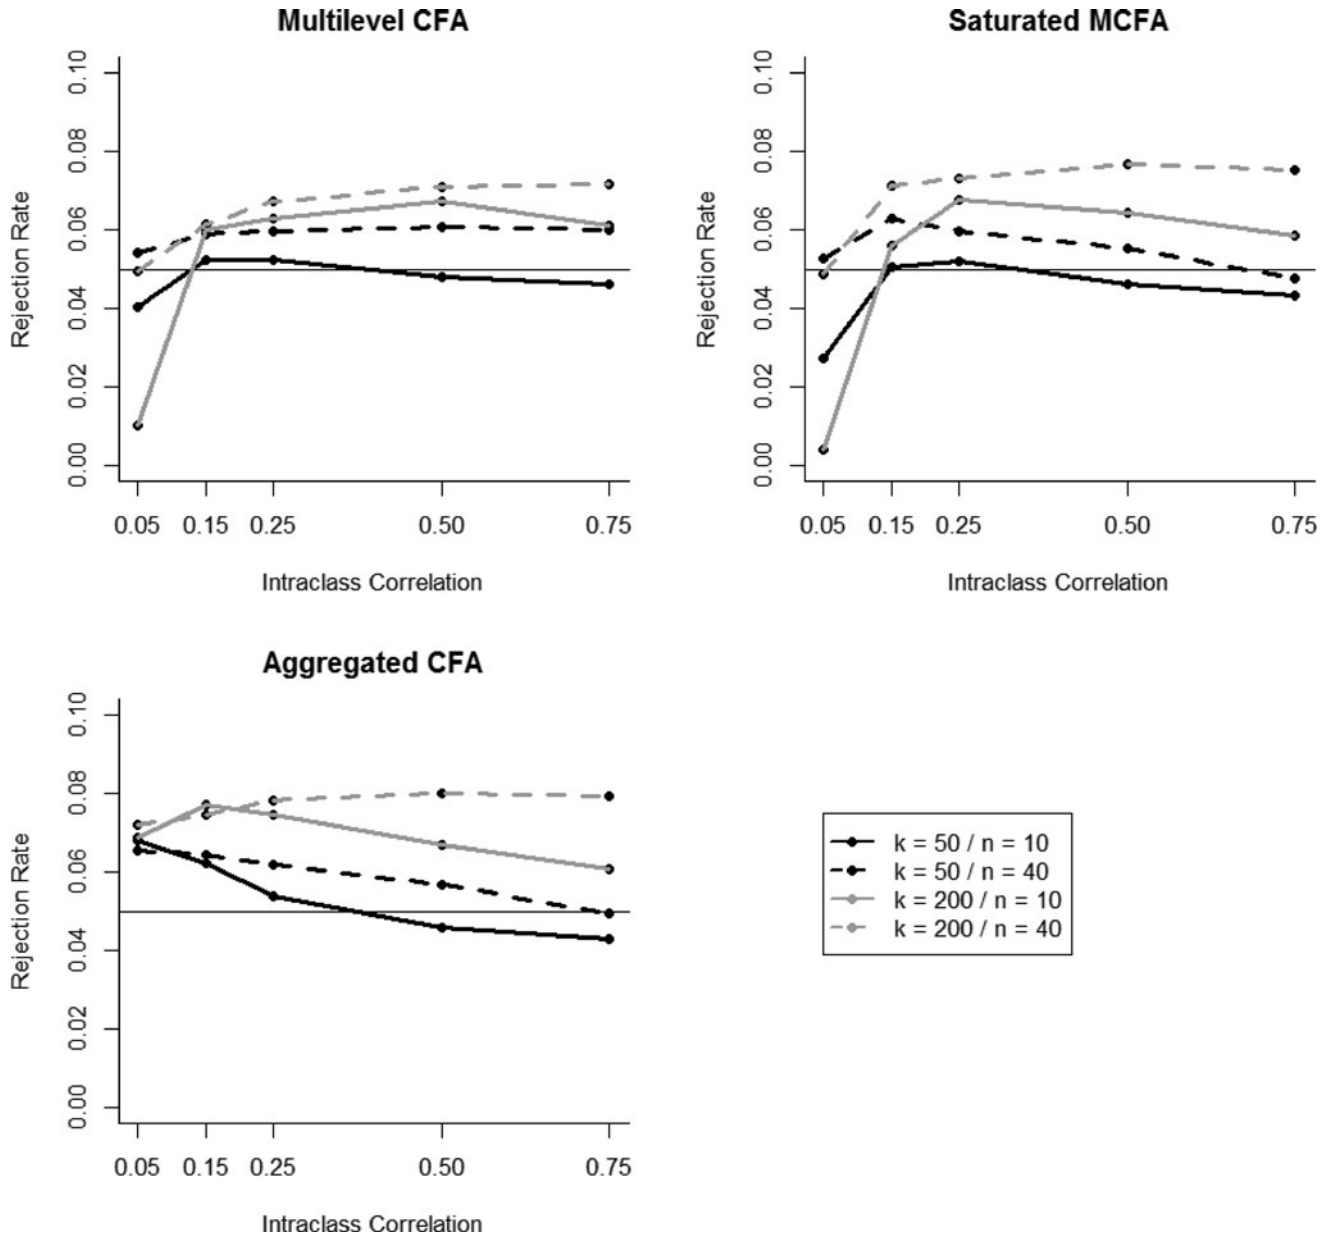 Multilevel CFA
Rejection Rate
0.10
0.08
0.06
0.04
0.02
0.00
0.05 0.15 0.25 0.50 0.75
Intraclass Correlation
Saturated MCFA
Rejection Rate
0.10
0.08
0.06
0.04
0.02
0.00
0.05 0.15 0.25 0.50 0.75
Intraclass Correlation
Aggregated CFA
Rejection Rate
0.10
0.08
0.06
0.04
0.02
0.00
0.05 0.15 0.25 0.50 0.75
Intraclass Correlation
k = 50 / n = 10
k = 50 / n = 40
k = 200 / n = 10
k = 200 / n = 40